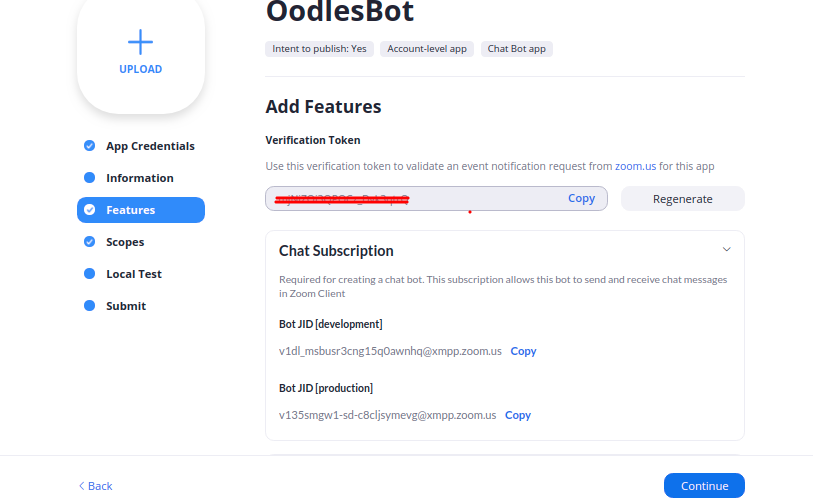 OodlesBot
Intent to publish: Yes
Account-level app
Chat Bot app
UPLOAD
App Credentials
Information
Features
Scopes
Local Test
Submit
Add Features
Verification Token
Use this verification token to validate an event notification request from zoom.us for this app
Copy
Regenerate
Chat Subscription
Required for creating a chat bot. This subscription allows this bot to send and receive chat messages
in Zoom Client
Bot JID [development]
v1dl_msbusr3cng15q0awnhq@xmpp.zoom.us Copy
Bot JID [production]
v135smgw1-sd-c8cljsymevg@xmpp.zoom.us Copy
Back
Continue